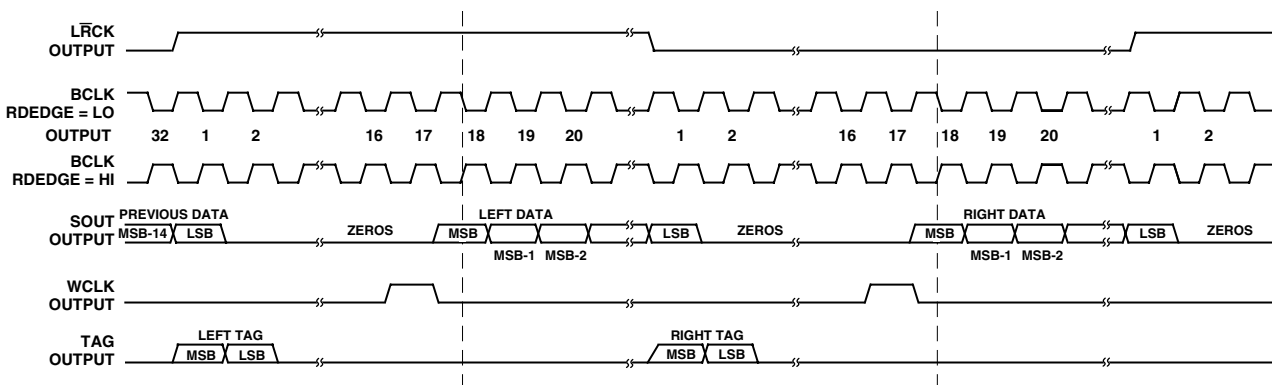 LR̅CK
OUTPUT
BCLK
RDEDGE = LO
OUTPUT 32 1 2 16 17 18 19 20 1 2 16 17 18 19 20 1 2
BCLK
RDEDGE = HI
SOUT
OUTPUT
PREVIOUS DATA LEFT DATA RIGHT DATA
MSB-14 LSB ZEROS MSB LSB ZEROS MSB LSB ZEROS
MSB-1 MSB-2 MSB-1 MSB-2
WCLK
OUTPUT
TAG
OUTPUT
LEFT TAG RIGHT TAG
MSB LSB MSB LSB